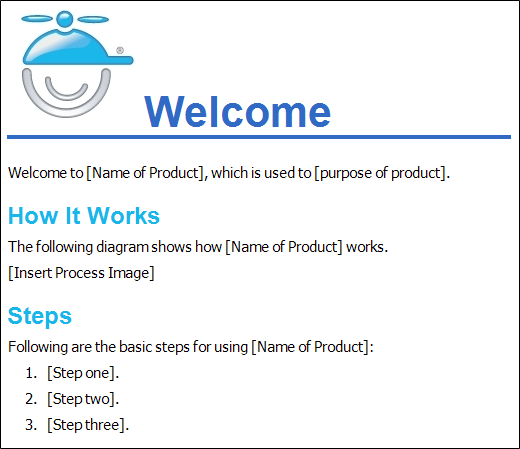 ®
Welcome
Welcome to [Name of Product], which is used to [purpose of product].
How It Works
The following diagram shows how [Name of Product] works.
[Insert Process Image]
Steps
Following are the basic steps for using [Name of Product]:
1. [Step one].
2. [Step two].
3. [Step three].